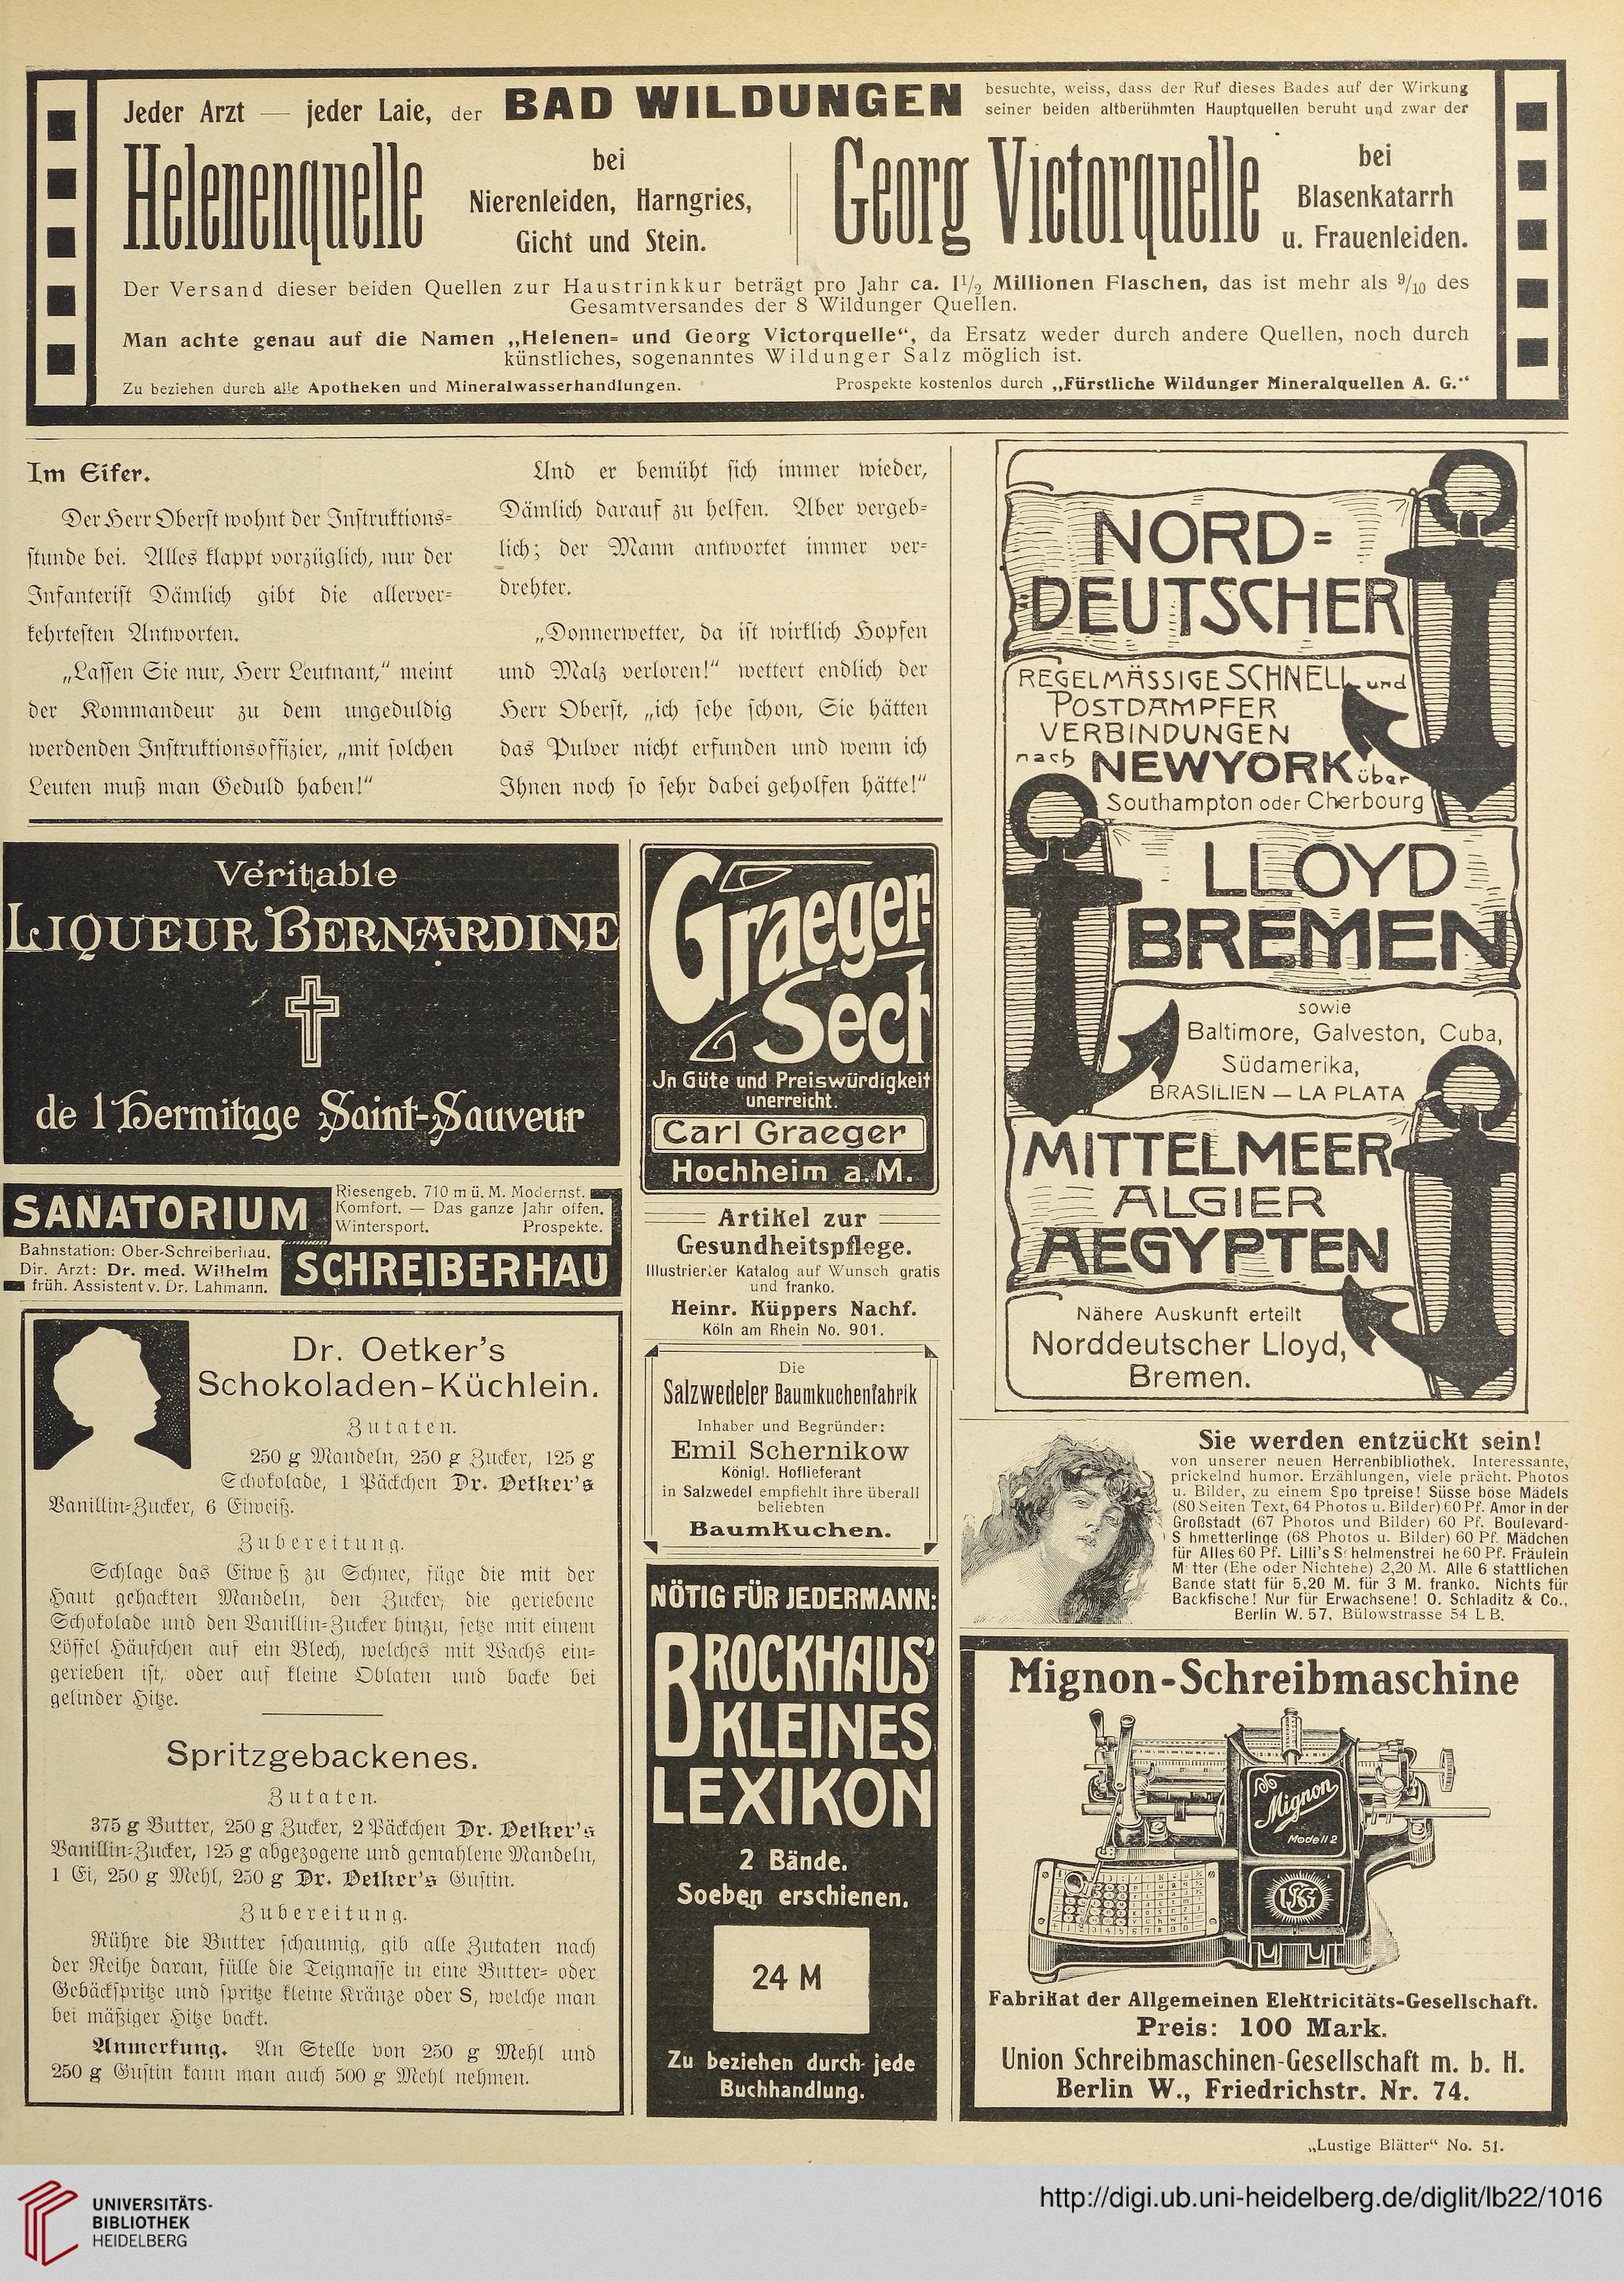 Jeder Arzt — jeder Laie, der BAD WILDUNGEN besuchte, weiss, dass der Ruf dieses Bades auf der Wirkung
seiner beiden altberühmten Hauptquellen beruht und zwar der
Helenenquelle
bei
Nierenleiden, Harngries,
Gicht und Stein.
Georg Victorquelle
bei
Blasenkatarrh
u. Frauenleiden.
Der Versand dieser beiden Quellen zur Haustrinkkur beträgt pro Jahr ca. 1½ Millionen Flaschen, das ist mehr als 9/10 des
Gesamtversandes der 8 Wildunger Quellen.
Man achte genau auf die Namen „Helenen= und Georg Victorquelle“, da Ersatz weder durch andere Quellen, noch durch
künstliches, sogenanntes Wildunger Salz möglich ist.
Zu beziehen durch alle Apotheken und Mineralwasserhandlungen. Prospekte kostenlos durch „Fürstliche Wildunger Mineralquellen A. G.“
Im Eifer.
Der Herr Oberst wohnt der Instruktions=
stunde bei. Alles klappt vorzüglich, nur der
Infanterist Dämlich gibt die allerver=
kehrtesten Antworten.
„Lassen Sie nur, Herr Leutnant,“ meint
der Kommandeur zu dem ungeduldig
werdenden Instruktionsoffizier, „mit solchen
Leuten muß man Geduld haben!“
Und er bemüht sich immer wieder,
Dämlich darauf zu helfen. Aber vergeb=
lich; der Mann antwortet immer ver=
drehter.
„Donnerwetter, da ist wirklich Hopfen
und Malz verloren!“ wettert endlich der
Herr Oberst, „ich sehe schon, Sie hätten
das Pulver nicht erfunden und wenn ich
Ihnen noch so sehr dabei geholfen hätte!“
NORD=
DEUTSCHER
REGELMÄSSIGE SCHNELL und
POSTDAMPFER
VERBINDUNGEN
nach NEWYORK über
Southampton oder Cherbourg
LLOYD
BREMEN
sowie
Baltimore, Galveston, Cuba,
Südamerika,
BRASILIEN — LA PLATA
MITTELMEER
ALGIER
AEGYPTEN
Nähere Auskunft erteilt
Norddeutscher Lloyd,
Bremen.
Véritable
LIQUEUR BERNARDINE
de l'Hermitage Saint-Sauveur
Graeger-
Sect
Jn Güte und Preiswürdigkeit
unerreicht.
Carl Graeger
Hochheim a. M.
SANATORIUM
Riesengeb. 710 m ü. M. Modernst.
Komfort. — Das ganze Jahr offen.
Wintersport. Prospekte.
Bahnstation: Ober-Schreiberhau.
Dir. Arzt: Dr. med. Wilhelm
früh. Assistent v. Dr. Lahmann.
SCHREIBERHAU
Artikel zur
Gesundheitspflege.
Illustrierter Katalog auf Wunsch gratis
und franko.
Heinr. Küppers Nachf.
Köln am Rhein No. 901.
Dr. Oetker's
Schokoladen-Küchlein.
Zutaten.
250 g Mandeln, 250 g Zucker, 125 g
Schokolade, 1 Päckchen Dr. Oetker's
Vanillin=Zucker, 6 Eiweiß.
Zubereitung.
Schlage das Eiweiß zu Schnee, füge die mit der
Haut gehackten Mandeln, den Zucker, die geriebene
Schokolade und den Vanillin=Zucker hinzu, setze mit einem
Löffel Häufchen auf ein Blech, welches mit Wachs ein=
gerieben ist, oder auf kleine Oblaten und backe bei
gelinder Hitze.
Spritzgebackenes.
Zutaten.
375 g Butter, 250 g Zucker, 2 Päckchen Dr. Oetker's
Vanillin=Zucker, 125 g abgezogene und gemahlene Mandeln,
1 Ei, 250 g Mehl, 250 g Dr. Oetker's Gustin.
Zubereitung.
Rühre die Butter schaumig, gib alle Zutaten nach
der Reihe daran, fülle die Teigmasse in eine Butter= oder
Gebäckspritze und spritze kleine Kränze oder S, welche man
bei mäßiger Hitze backt.
Anmerkung. An Stelle von 250 g Mehl und
250 g Gustin kann man auch 500 g Mehl nehmen.
Die
Salzwedeler Baumkuchenfabrik
Inhaber und Begründer:
Emil Schernikow
Königl. Hoflieferant
in Salzwedel empfiehlt ihre überall
beliebten
Baumkuchen.
NÖTIG FÜR JEDERMANN:
BROCKHAUS'
KLEINES
LEXIKON
2 Bände.
Soeben erschienen.
24 M
Zu beziehen durch jede
Buchhandlung.
Sie werden entzückt sein!
von unserer neuen Herrenbibliothek. Interessante,
prickelnd humor. Erzählungen, viele prächt. Photos
u. Bilder, zu einem Spo tpreise! Süsse böse Mädels
(80 Seiten Text, 64 Photos u. Bilder) 60 Pf. Amor in der
Großstadt (67 Photos und Bilder) 60 Pf. Boulevard-
S hmetterlinge (68 Photos u. Bilder) 60 Pf. Mädchen
für Alles 60 Pf. Lilli's S helmenstrei he 60 Pf. Fräulein
M tter (Ehe oder Nichtehe) 2,20 M. Alle 6 stattlichen
Bände statt für 5,20 M. für 3 M. franko. Nichts für
Backfische! Nur für Erwachsene! O. Schladitz & Co.,
Berlin W. 57, Bülowstrasse 54 L B.
Mignon-Schreibmaschine
Mignon
Modell 2
Fabrikat der Allgemeinen Elektricitäts-Gesellschaft.
Preis: 100 Mark.
Union Schreibmaschinen-Gesellschaft m. b. H.
Berlin W., Friedrichstr. Nr. 74.
„Lustige Blätter“ No. 51.
UNIVERSITÄTS-
BIBLIOTHEK
HEIDELBERG
http://digi.ub.uni-heidelberg.de/diglit/lb22/1016